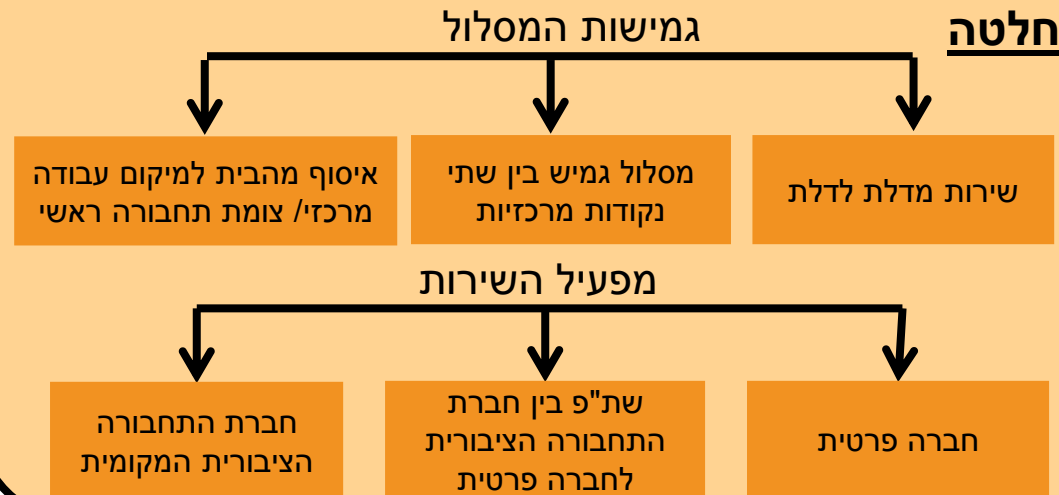 חלטה
גמישות המסלול
שירות מדלת לדלת
מסלול גמיש בין שתי
נקודות מרכזיות
איסוף מהבית למיקום עבודה
מרכזי/ צומת תחבורה ראשי
מפעיל השירות
חברה פרטית
שת"פ בין חברת
התחבורה הציבורית
לחברה פרטית
חברת התחבורה
הציבורית המקומית